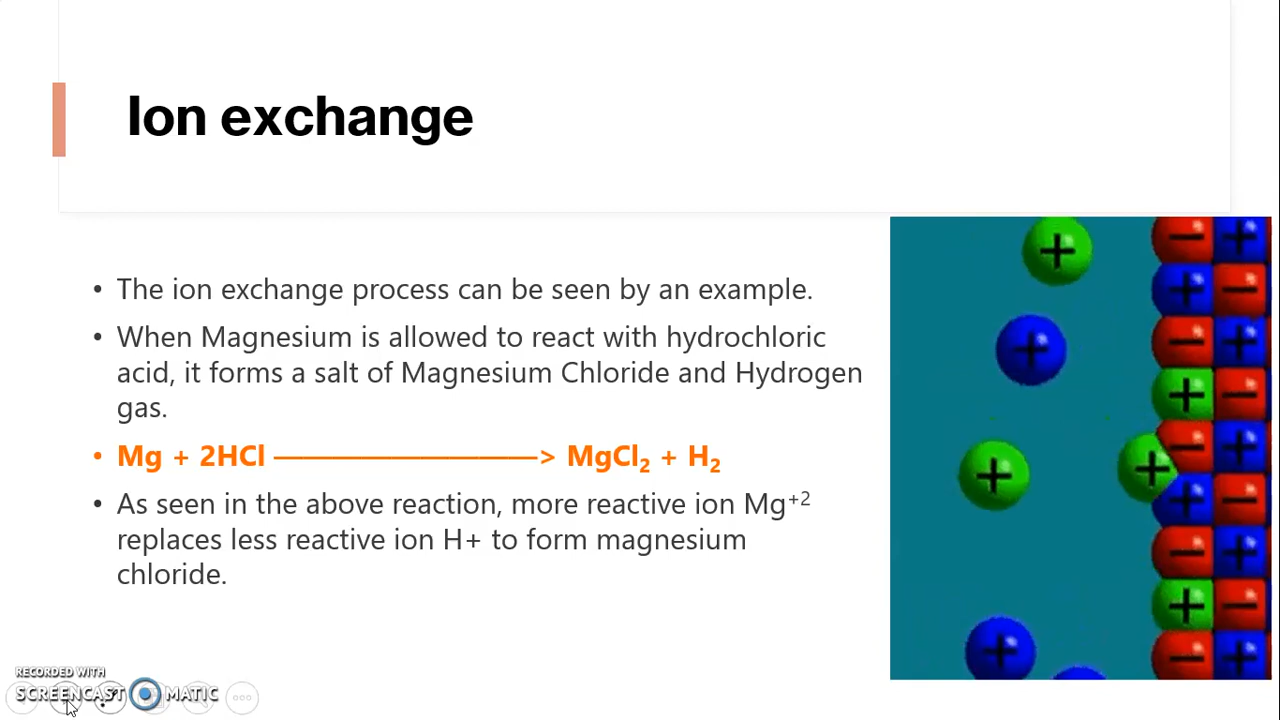 Ion exchange
• The ion exchange process can be seen by an example.
• When Magnesium is allowed to react with hydrochloric
acid, it forms a salt of Magnesium Chloride and Hydrogen
gas.
• Mg + 2HCl ————————————> MgCl₂ + H₂
• As seen in the above reaction, more reactive ion Mg⁺²
replaces less reactive ion H+ to form magnesium
chloride.
RECORDED WITH
SCREENCAST MATIC